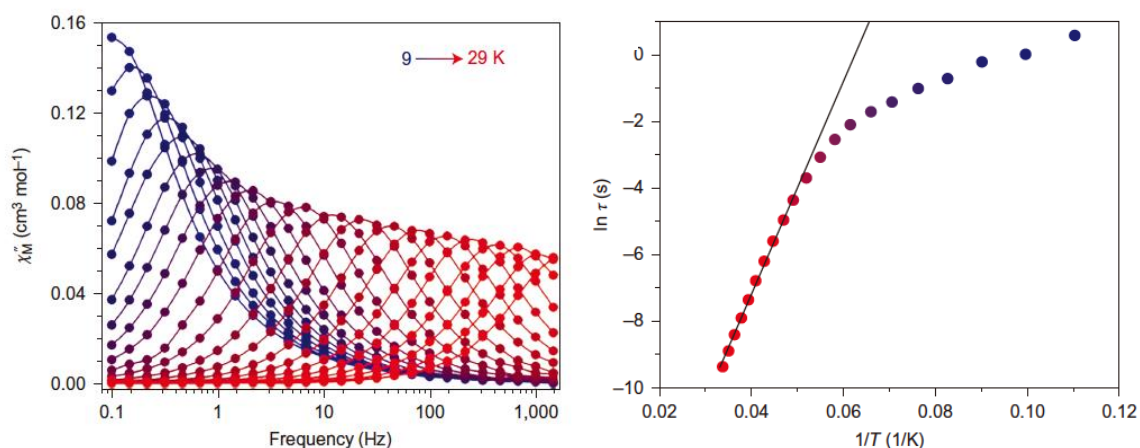 0.16
0.12
0.08
0.04
0.00
χ″M (cm³ mol⁻¹)
9 29 K
0.1 1 10 100 1,000
Frequency (Hz)
0
−2
−4
−6
−8
−10
ln τ (s)
0.02 0.04 0.06 0.08 0.10 0.12
1/T (1/K)